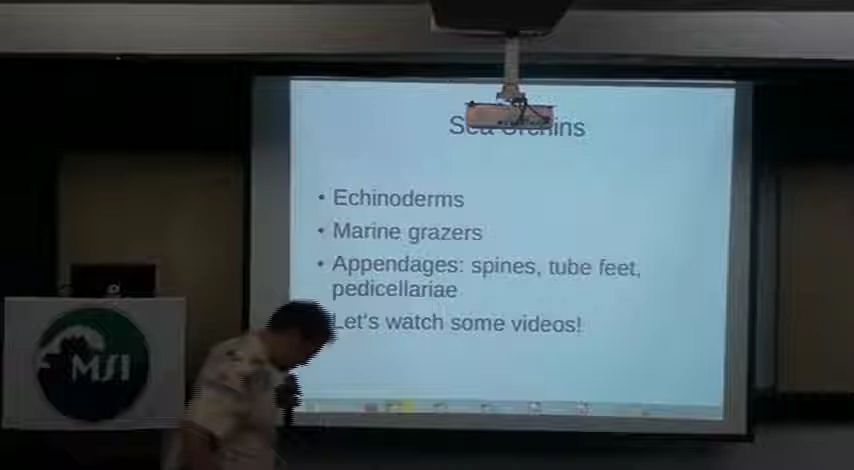 Sea Urchins
• Echinoderms
• Marine grazers
• Appendages: spines, tube feet,
pedicellariae
Let's watch some videos!
MSI